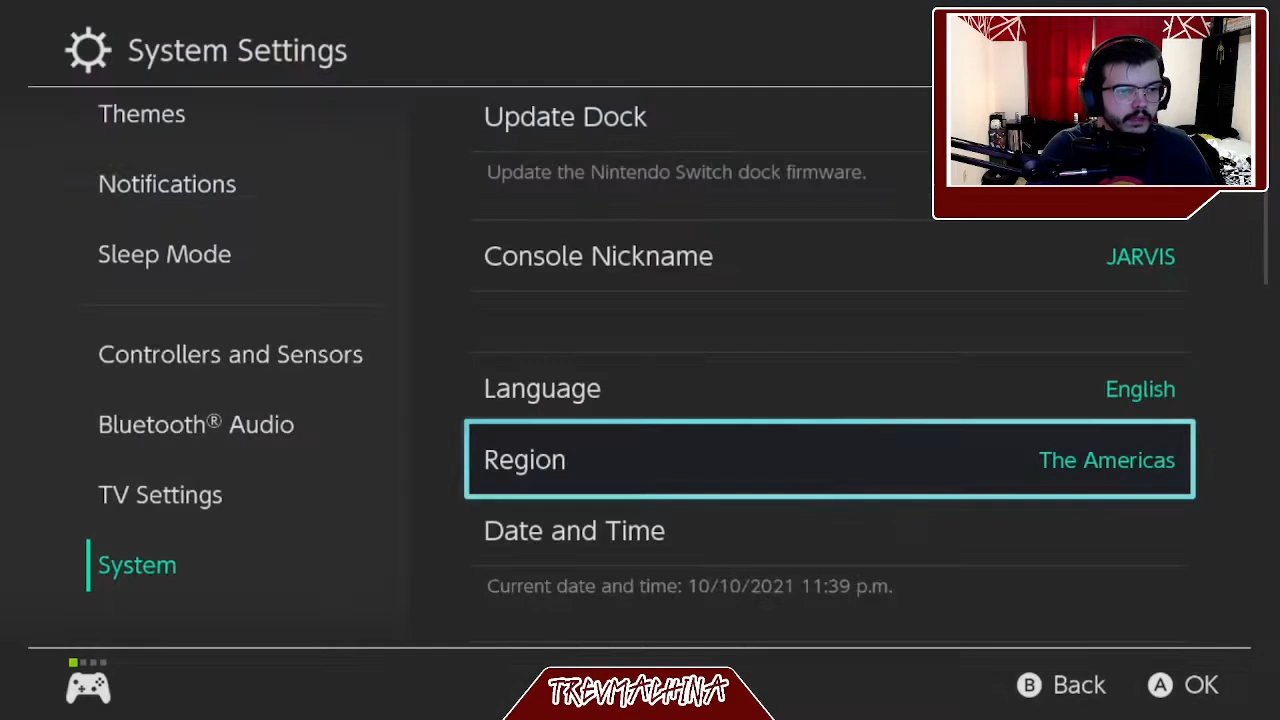 System Settings
Themes
Notifications
Sleep Mode
Controllers and Sensors
Bluetooth® Audio
TV Settings
System
Update Dock
Update the Nintendo Switch dock firmware.
Console Nickname JARVIS
Language English
Region The Americas
Date and Time
Current date and time: 10/10/2021 11:39 p.m.
TREVMACHINA
B Back A OK